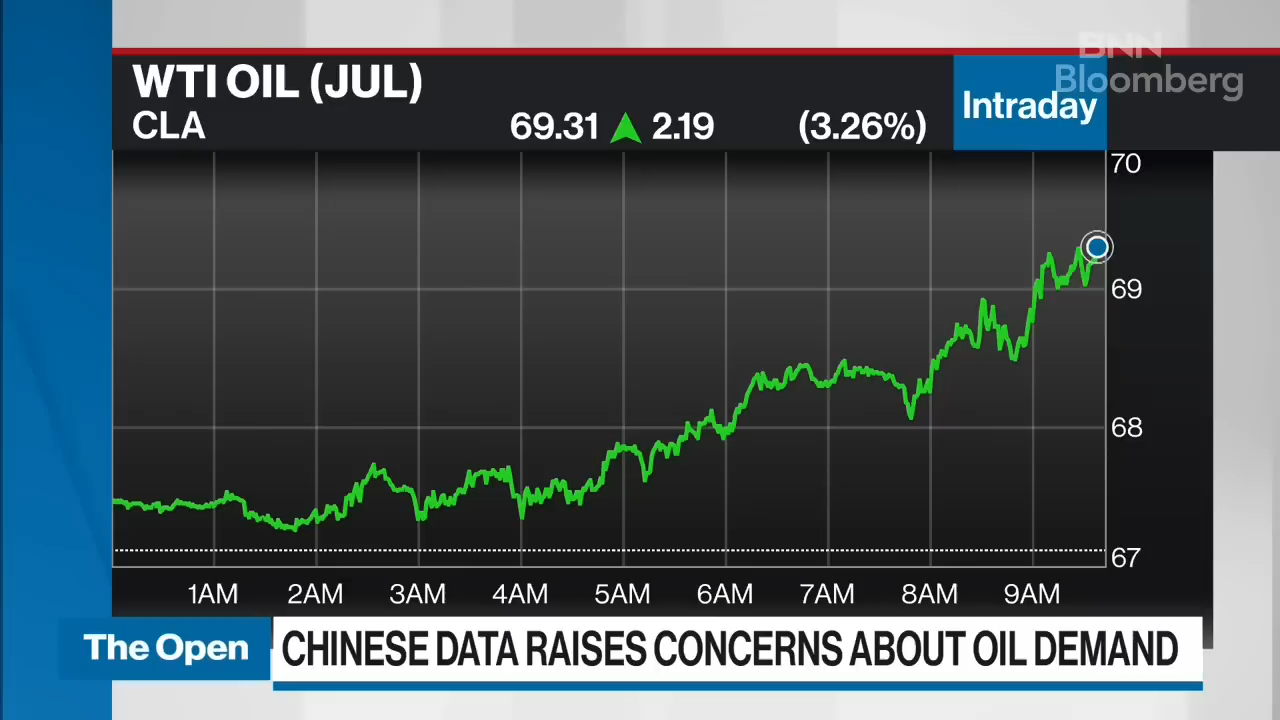 BNN
Bloomberg
WTI OIL (JUL)
CLA 69.31 ▲ 2.19 (3.26%)
Intraday
70
69
68
67
1AM 2AM 3AM 4AM 5AM 6AM 7AM 8AM 9AM
The Open
CHINESE DATA RAISES CONCERNS ABOUT OIL DEMAND